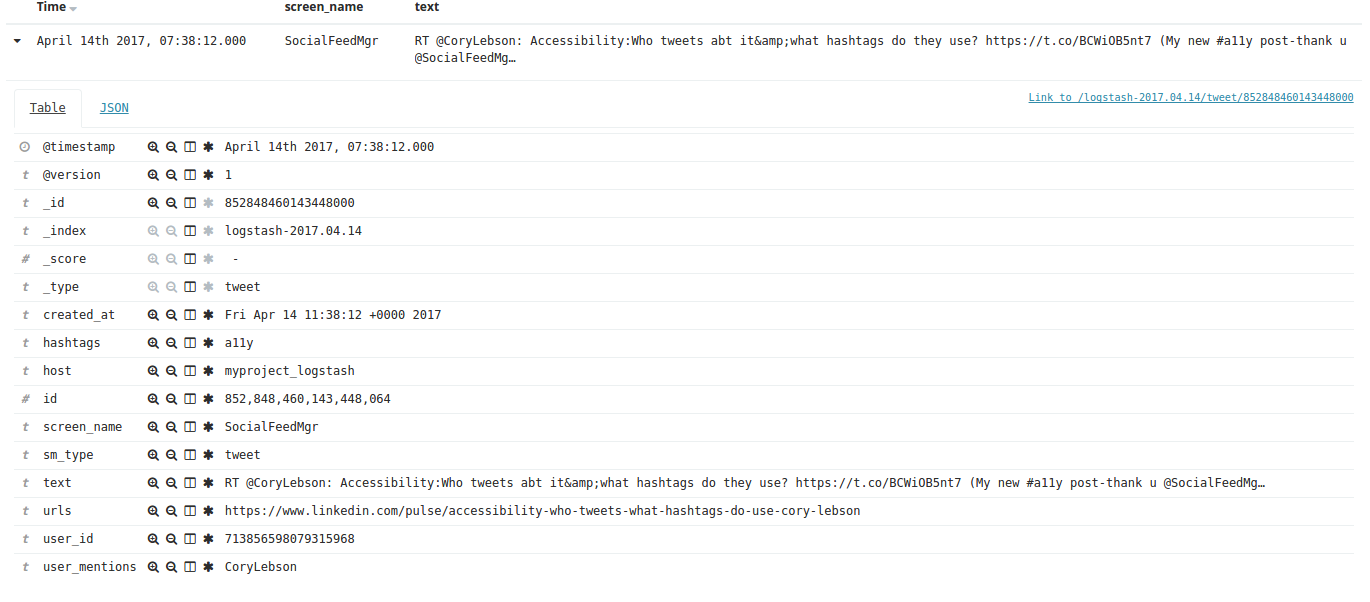 Time screen_name text
April 14th 2017, 07:38:12.000 SocialFeedMgr RT @CoryLebson: Accessibility:Who tweets abt it&amp;what hashtags do they use? https://t.co/BCWiOB5nt7 (My new #a11y post-thank u
@SocialFeedMg…
Table JSON Link to /logstash-2017.04.14/tweet/852848460143448000
@timestamp April 14th 2017, 07:38:12.000
t @version 1
t _id 852848460143448000
t _index logstash-2017.04.14
# _score -
t _type tweet
t created_at Fri Apr 14 11:38:12 +0000 2017
t hashtags a11y
t host myproject_logstash
# id 852,848,460,143,448,064
t screen_name SocialFeedMgr
t sm_type tweet
t text RT @CoryLebson: Accessibility:Who tweets abt it&amp;what hashtags do they use? https://t.co/BCWiOB5nt7 (My new #a11y post-thank u @SocialFeedMg…
t urls https://www.linkedin.com/pulse/accessibility-who-tweets-what-hashtags-do-use-cory-lebson
t user_id 713856598079315968
t user_mentions CoryLebson